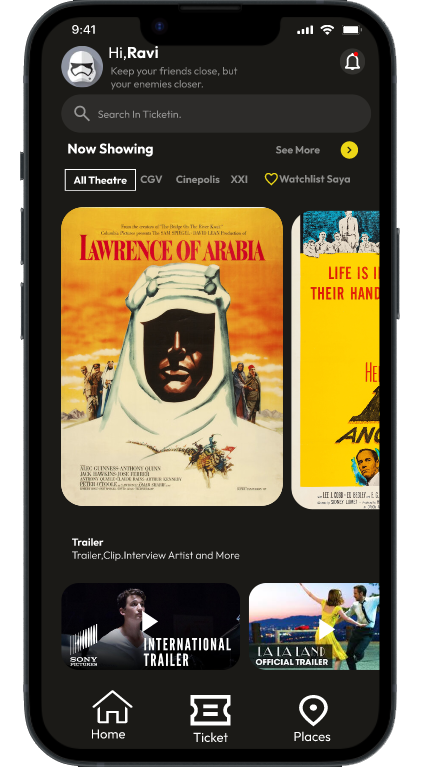 9:41
Hi,Ravi
Keep your friends close, but
your enemies closer.
Search In Ticketin.
Now Showing
See More
All Theatre
CGV
Cinepolis
XXI
Watchlist Saya
From the creators of "The Bridge On The River Kwai."
Columbia Pictures presents The SAM SPIEGEL · DAVID LEAN Production of
LAWRENCE OF ARABIA
LIFE IS I
THEIR HAND
HE
ANG
ALEC GUINNESS · ANTHONY QUINN
JACK HAWKINS · JOSE FERRER
ANTHONY QUAYLE · CLAUDE RAINS · ARTHUR KENNEDY
PETER O'TOOLE
OMAR SHARIF
LEE J. COBB · ED BEGLEY
SIDNEY LUMET
Trailer
Trailer,Clip.Interview Artist and More
SONY
PICTURES
INTERNATIONAL
TRAILER
LA LA LAND
OFFICIAL TRAILER
Home
Ticket
Places